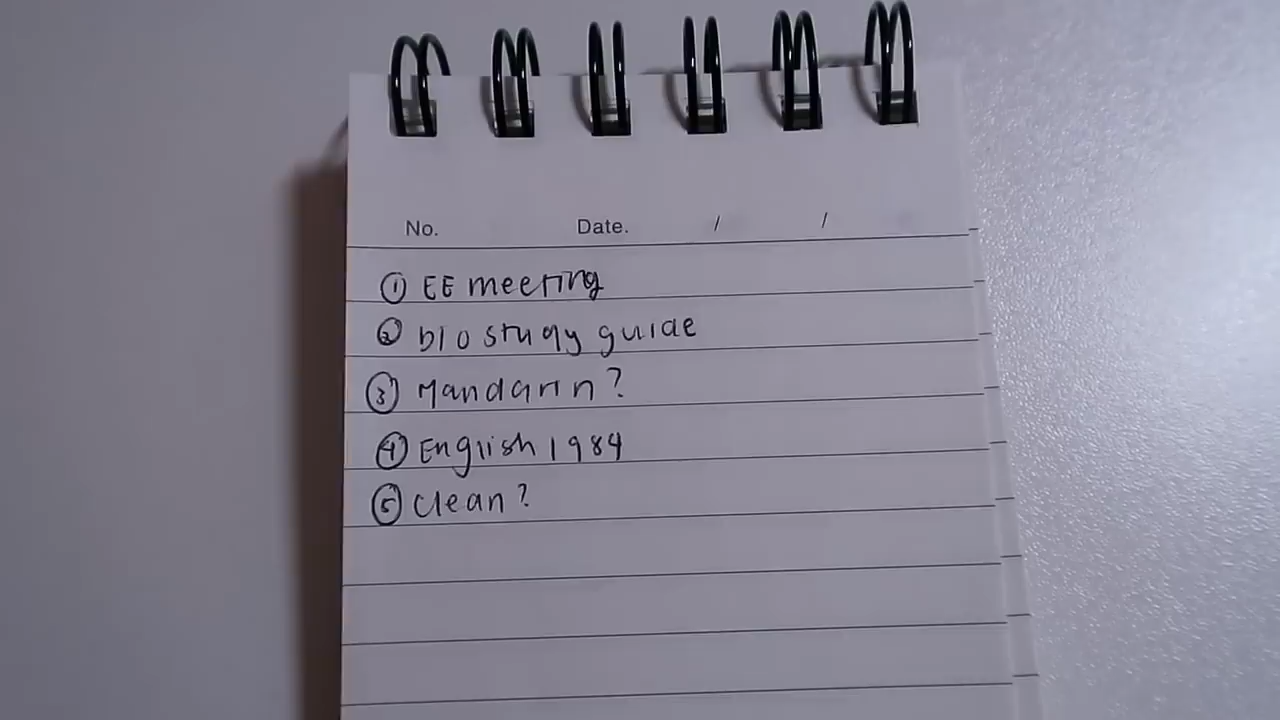 No. Date. / /
① EE meeting
② bio study guide
③ Mandarin?
④ English 1984
⑤ Clean?